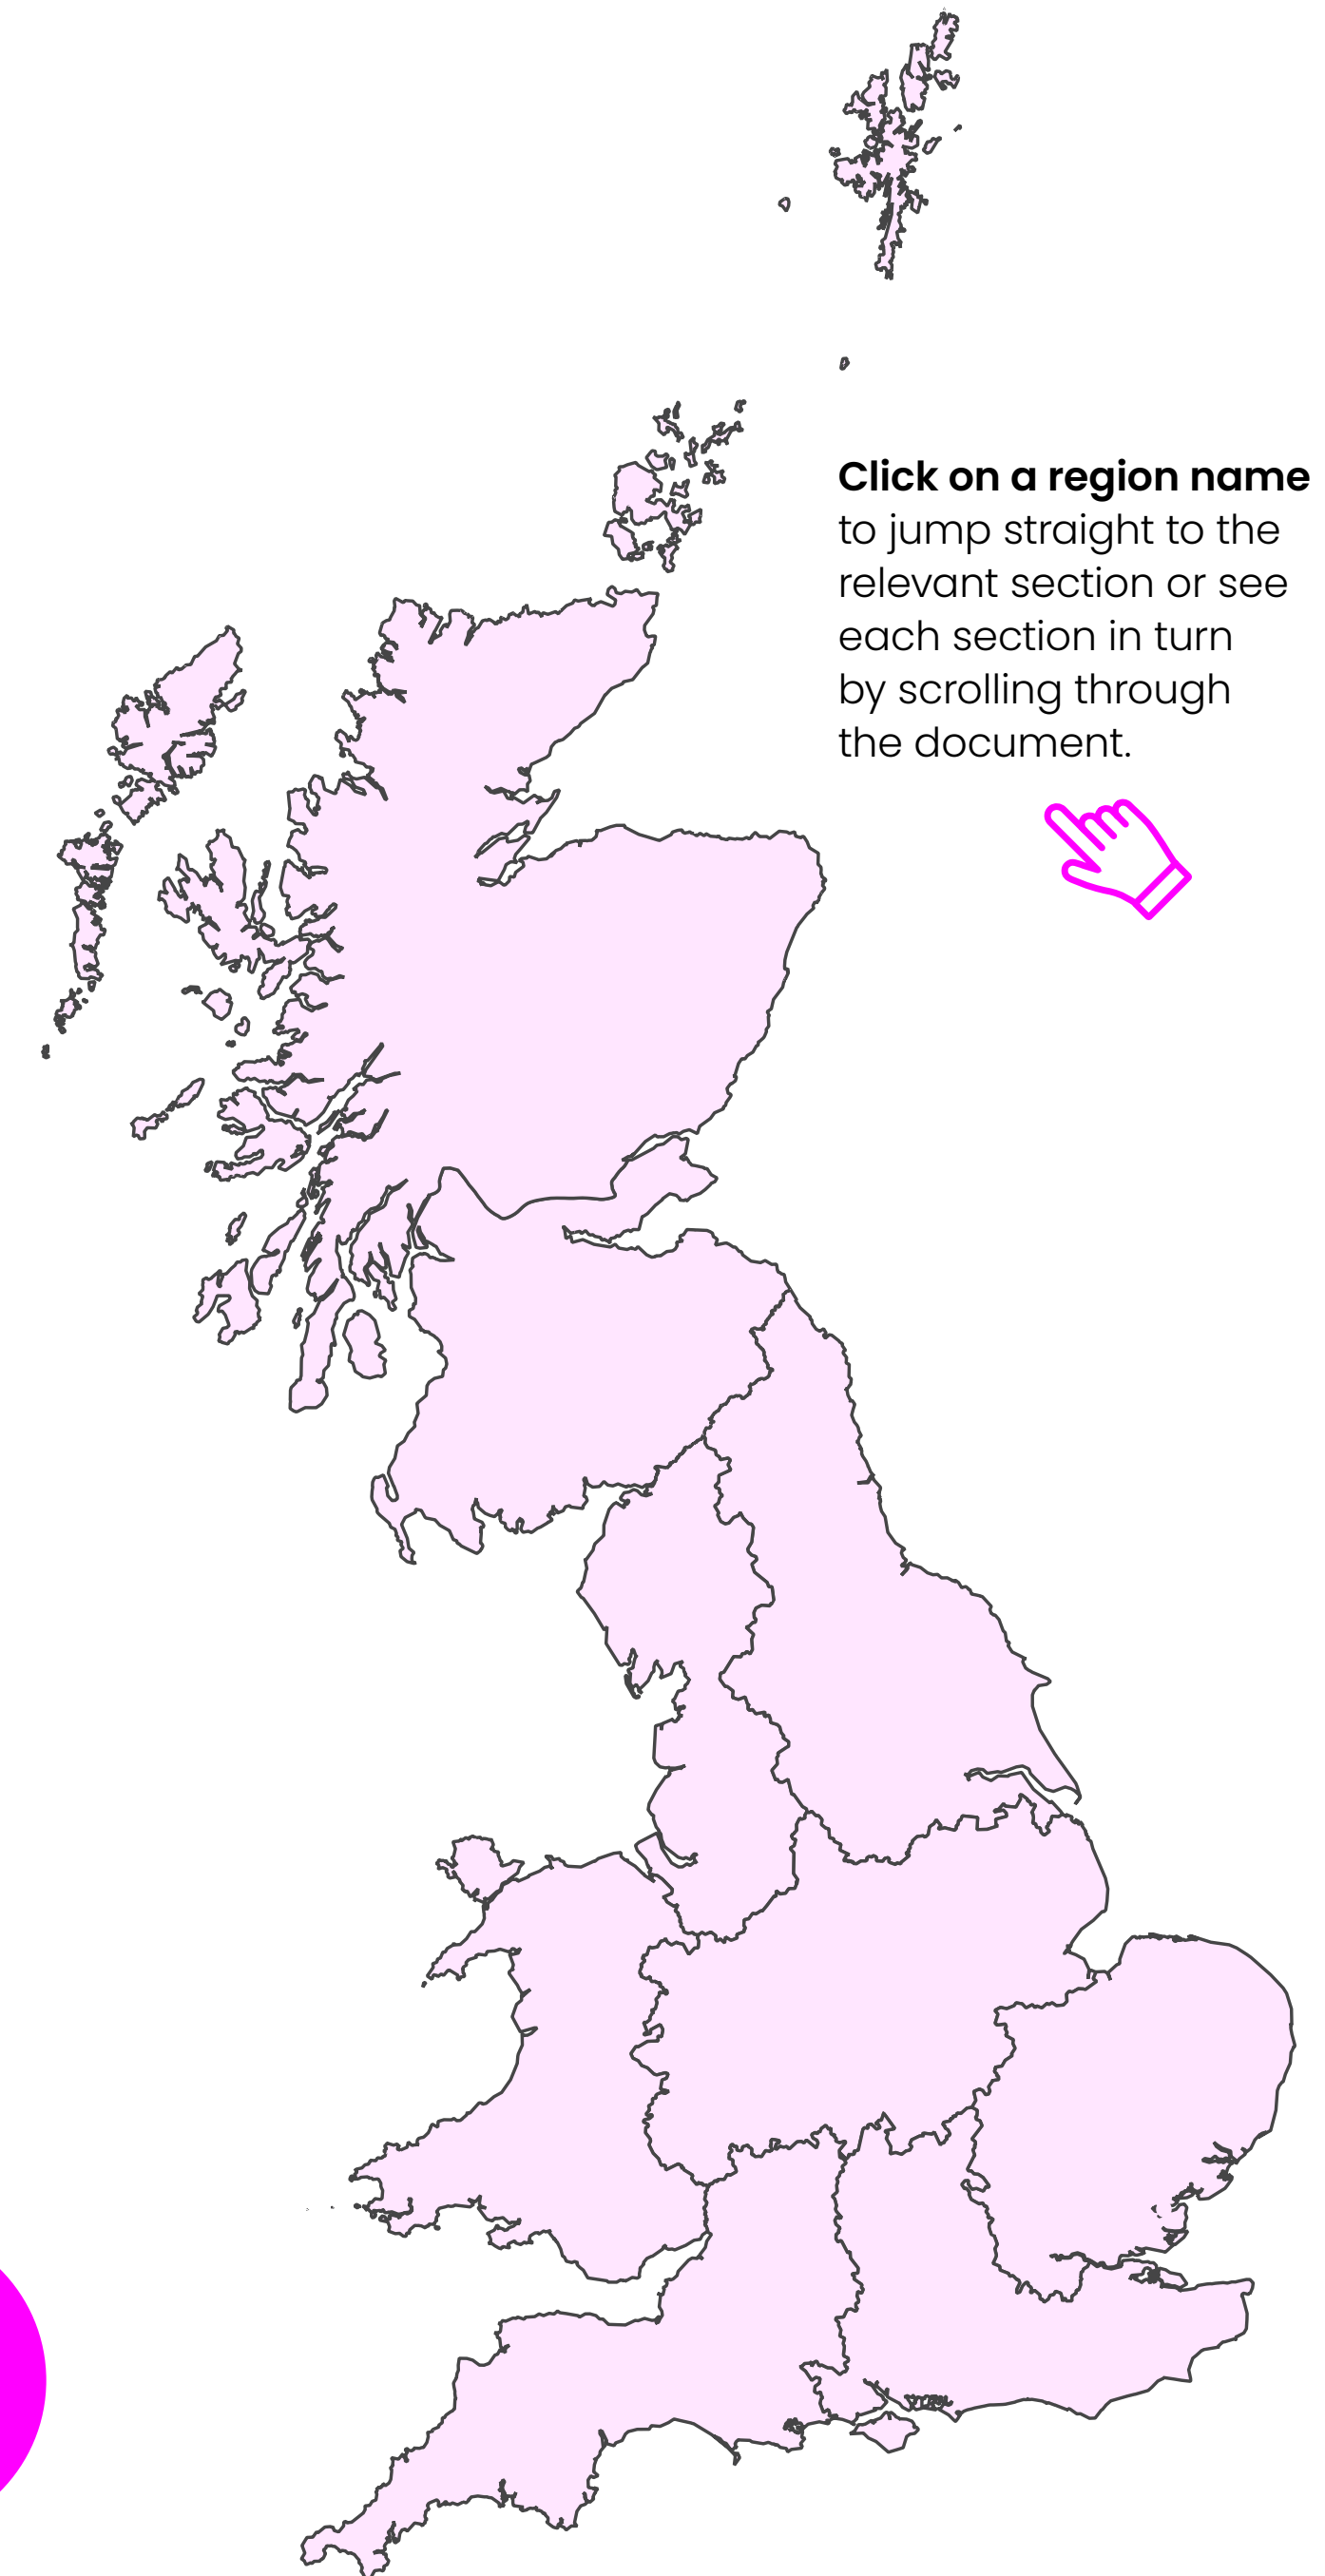 Click on a region name
to jump straight to the
relevant section or see
each section in turn
by scrolling through
the document.